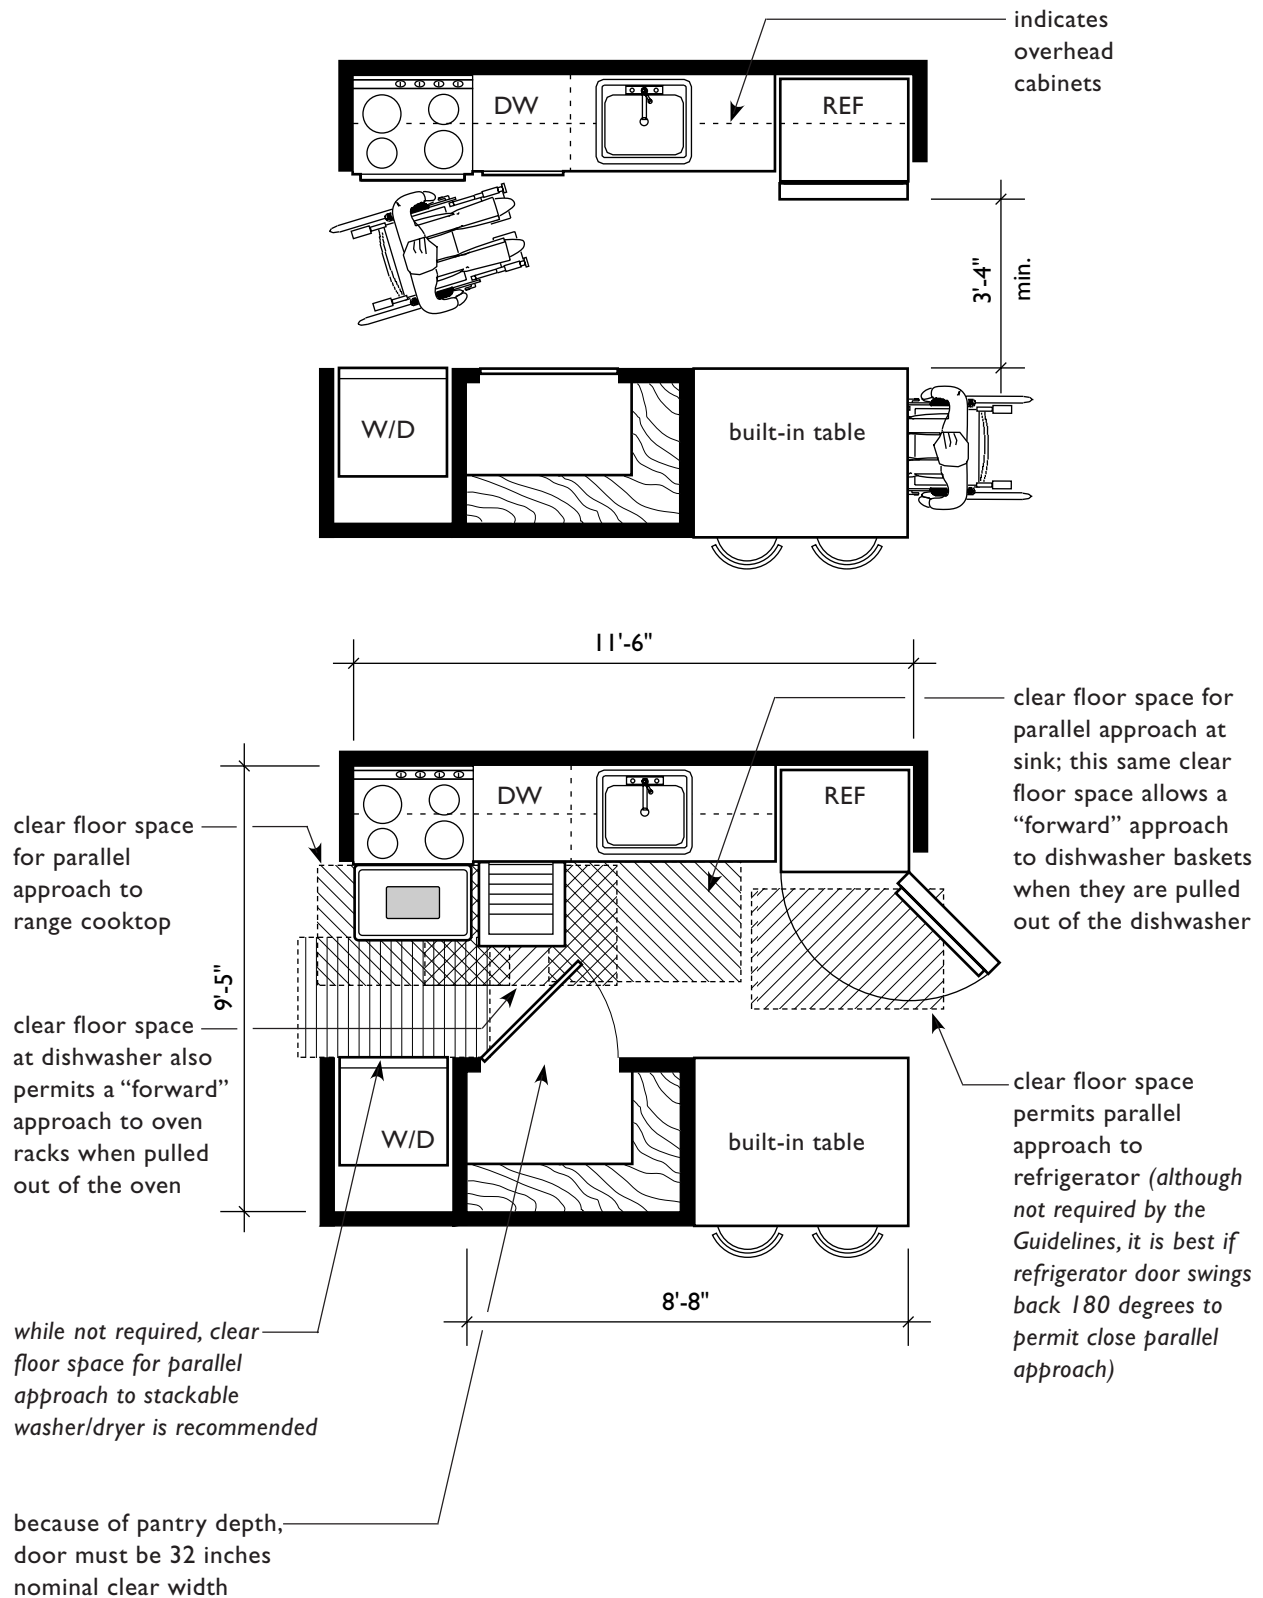 indicates
overhead
cabinets
DW
REF
3'-4"
min.
W/D
built-in table
11'-6"
clear floor space for
parallel approach at
sink; this same clear
floor space allows a
“forward” approach
to dishwasher baskets
when they are pulled
out of the dishwasher
DW
REF
clear floor space
for parallel
approach to
range cooktop
9'-5"
clear floor space
at dishwasher also
permits a “forward”
approach to oven
racks when pulled
out of the oven
W/D
built-in table
clear floor space
permits parallel
approach to
refrigerator (although
not required by the
Guidelines, it is best if
refrigerator door swings
back 180 degrees to
permit close parallel
approach)
8'-8"
while not required, clear
floor space for parallel
approach to stackable
washer/dryer is recommended
because of pantry depth,
door must be 32 inches
nominal clear width